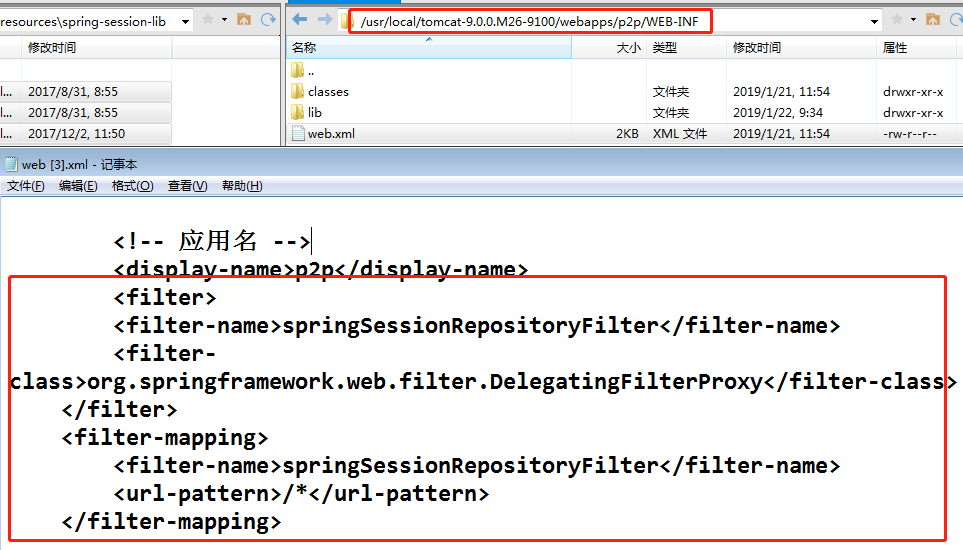 resources\spring-session-lib
/usr/local/tomcat-9.0.0.M26-9100/webapps/p2p/WEB-INF
修改时间
名称 大小 类型 修改时间 属性
..
l... 2017/8/31, 8:55
classes 文件夹 2019/1/21, 11:54 drwxr-xr-x
l... 2017/8/31, 8:55
lib 文件夹 2019/1/22, 9:34 drwxr-xr-x
l... 2017/12/2, 11:50
web.xml 2KB XML 文件 2019/1/21, 11:54 -rw-r--r--
web [3].xml - 记事本
文件(F) 编辑(E) 格式(O) 查看(V) 帮助(H)
<!-- 应用名 -->
<display-name>p2p</display-name>
<filter>
<filter-name>springSessionRepositoryFilter</filter-name>
<filter-
class>org.springframework.web.filter.DelegatingFilterProxy</filter-class>
</filter>
<filter-mapping>
<filter-name>springSessionRepositoryFilter</filter-name>
<url-pattern>/*</url-pattern>
</filter-mapping>